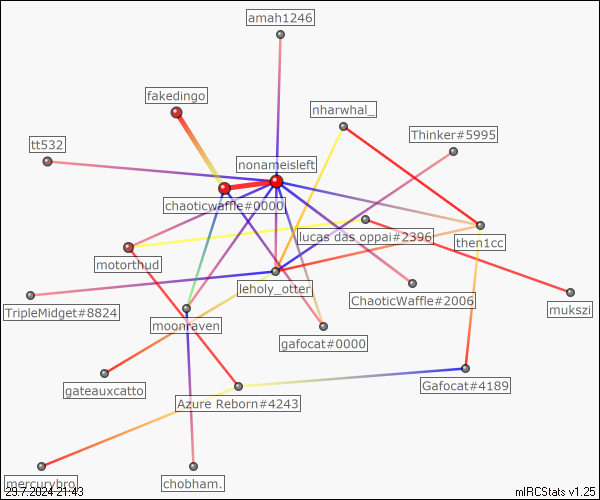 amah1246
fakedingo
nharwhal_
Thinker#5995
tt532
nonameisleft
chaoticwaffle#0000
lucas das oppai#2396
then1cc
motorthud
leholy_otter
ChaoticWaffle#2006
TripleMidget#8824
mukszi
moonraven
gafocat#0000
gateauxcatto
Gafocat#4189
Azure Reborn#4243
mercurybro
chobham.
29.7.2024 21:43
mIRCStats v1.25